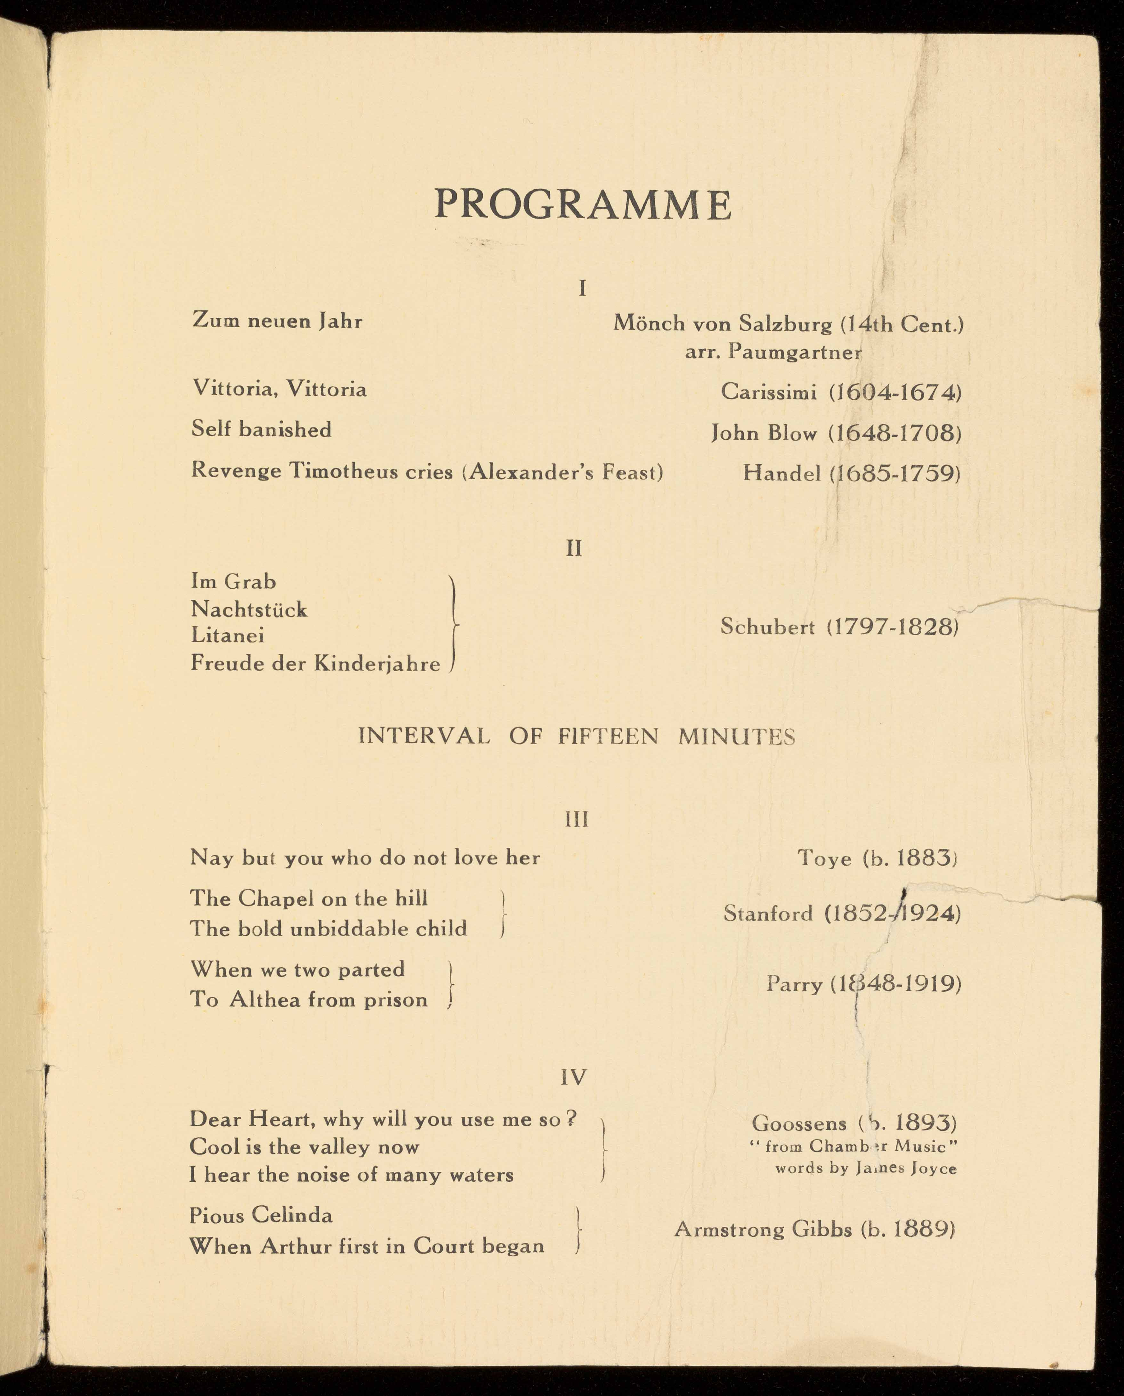 PROGRAMME
I
Zum neuen Jahr Mönch von Salzburg (14th Cent.)
arr. Paumgartner
Vittoria, Vittoria Carissimi (1604-1674)
Self banished John Blow (1648-1708)
Revenge Timotheus cries (Alexander's Feast) Handel (1685-1759)
II
Im Grab
Nachtstück
Litanei
Freude der Kinderjahre
Schubert (1797-1828)
INTERVAL OF FIFTEEN MINUTES
III
Nay but you who do not love her Toye (b. 1883)
The Chapel on the hill
The bold unbiddable child
Stanford (1852-1924)
When we two parted
To Althea from prison
Parry (1848-1919)
IV
Dear Heart, why will you use me so?
Cool is the valley now
I hear the noise of many waters
Goossens (b. 1893)
"from Chamber Music"
words by James Joyce
Pious Celinda
When Arthur first in Court began
Armstrong Gibbs (b. 1889)